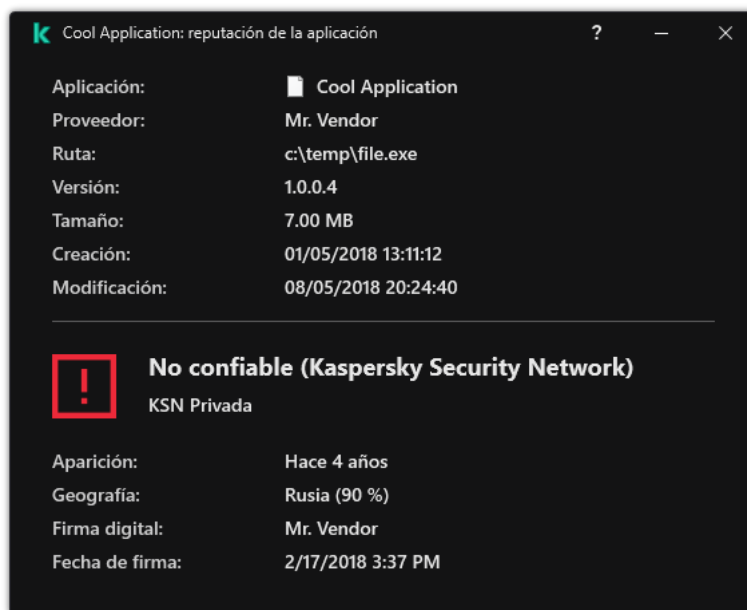 Cool Application: reputación de la aplicación ?
Aplicación: Cool Application
Proveedor: Mr. Vendor
Ruta: c:\temp\file.exe
Versión: 1.0.0.4
Tamaño: 7.00 MB
Creación: 01/05/2018 13:11:12
Modificación: 08/05/2018 20:24:40
No confiable (Kaspersky Security Network)
KSN Privada
Aparición: Hace 4 años
Geografía: Rusia (90 %)
Firma digital: Mr. Vendor
Fecha de firma: 2/17/2018 3:37 PM